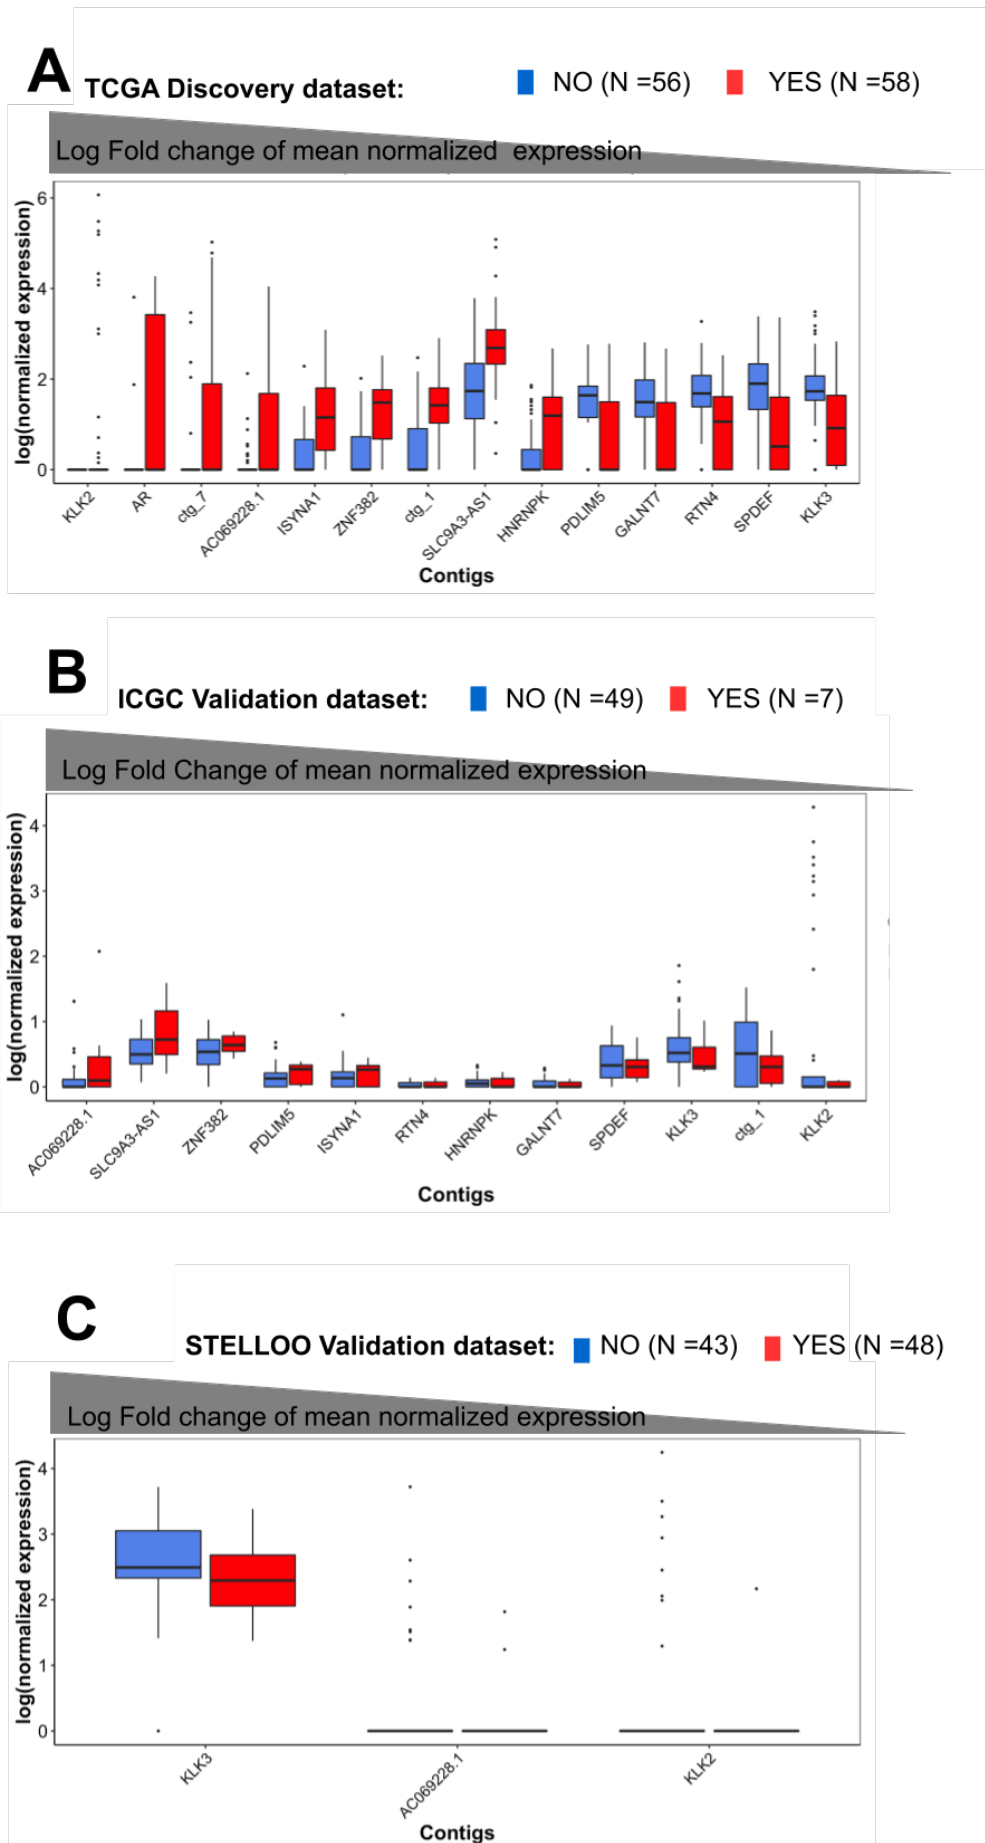 A
TCGA Discovery dataset: NO (N =56) YES (N =58)
Log Fold change of mean normalized expression
log(normalized expression)
6
4
2
0
KLK2 AR ctg_7 AC069228.1 ISYNA1 ZNF382 ctg_1 SLC9A3-AS1 HNRNPK PDLIM5 GALNT7 RTN4 SPDEF KLK3
Contigs
B
ICGC Validation dataset: NO (N =49) YES (N =7)
Log Fold Change of mean normalized expression
log(normalized expression)
4
3
2
1
0
AC069228.1 SLC9A3-AS1 ZNF382 PDLIM5 ISYNA1 RTN4 HNRNPK GALNT7 SPDEF KLK3 ctg_1 KLK2
Contigs
C
STELLOO Validation dataset: NO (N =43) YES (N =48)
Log Fold change of mean normalized expression
log(normalized expression)
4
3
2
1
0
KLK3 AC069228.1 KLK2
Contigs